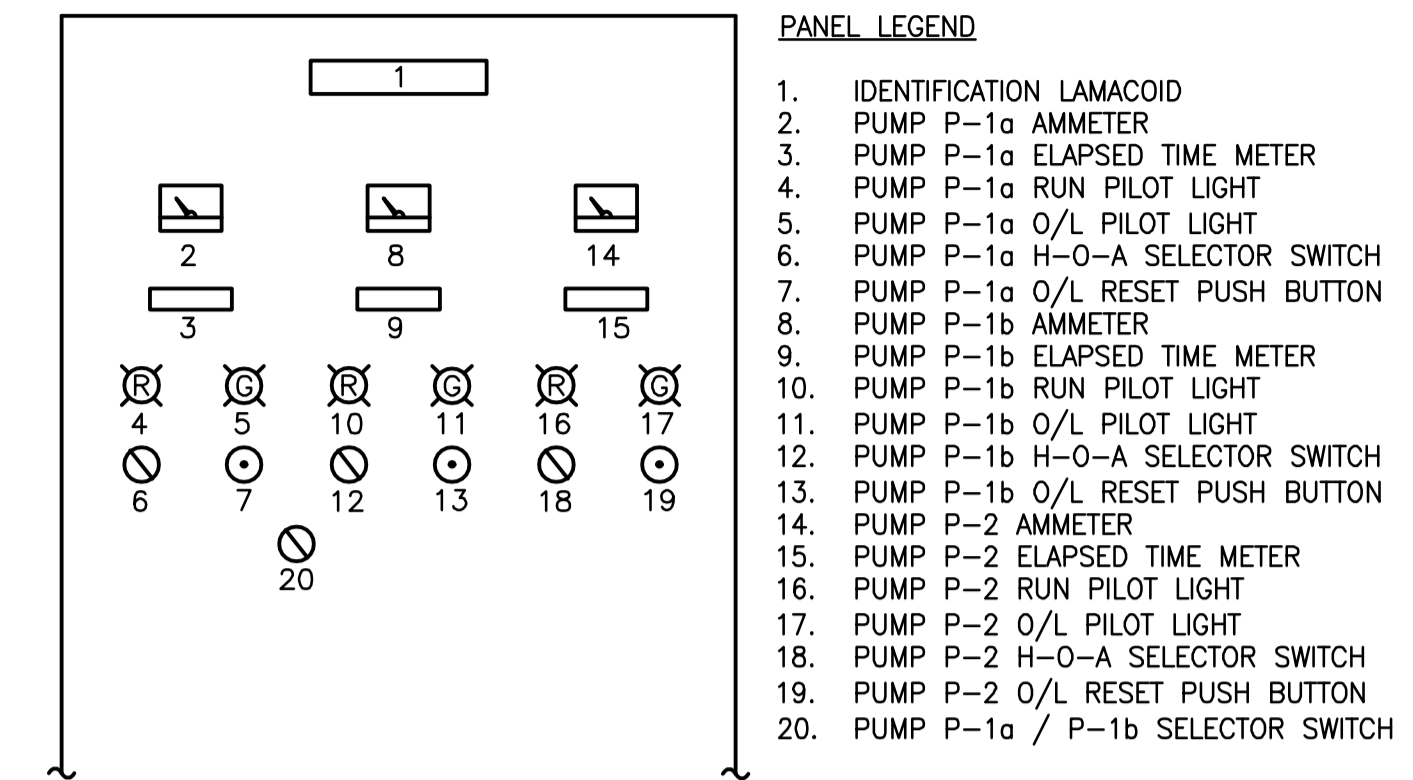 1
2 8 14
3 9 15
R G R G R G
4 5 10 11 16 17
6 7 12 13 18 19
20
PANEL LEGEND
1. IDENTIFICATION LAMACOID
2. PUMP P-1a AMMETER
3. PUMP P-1a ELAPSED TIME METER
4. PUMP P-1a RUN PILOT LIGHT
5. PUMP P-1a O/L PILOT LIGHT
6. PUMP P-1a H-O-A SELECTOR SWITCH
7. PUMP P-1a O/L RESET PUSH BUTTON
8. PUMP P-1b AMMETER
9. PUMP P-1b ELAPSED TIME METER
10. PUMP P-1b RUN PILOT LIGHT
11. PUMP P-1b O/L PILOT LIGHT
12. PUMP P-1b H-O-A SELECTOR SWITCH
13. PUMP P-1b O/L RESET PUSH BUTTON
14. PUMP P-2 AMMETER
15. PUMP P-2 ELAPSED TIME METER
16. PUMP P-2 RUN PILOT LIGHT
17. PUMP P-2 O/L PILOT LIGHT
18. PUMP P-2 H-O-A SELECTOR SWITCH
19. PUMP P-2 O/L RESET PUSH BUTTON
20. PUMP P-1a / P-1b SELECTOR SWITCH